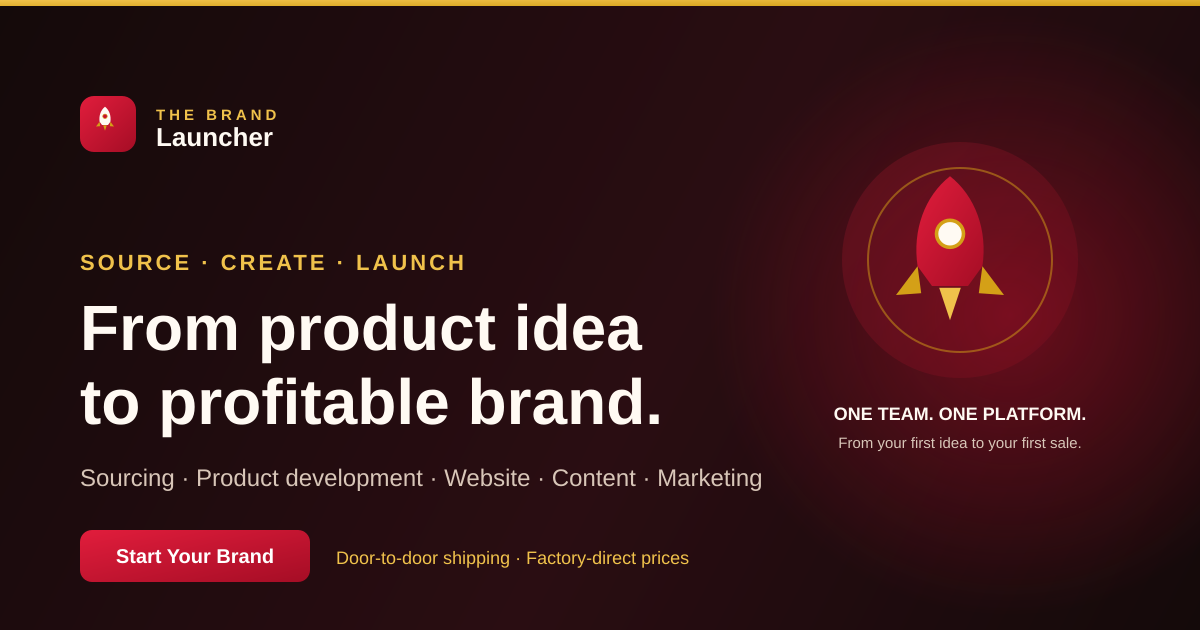 THE BRAND
Launcher
SOURCE · CREATE · LAUNCH
From product idea
to profitable brand.
Sourcing · Product development · Website · Content · Marketing
Start Your Brand
Door-to-door shipping · Factory-direct prices
ONE TEAM. ONE PLATFORM.
From your first idea to your first sale.